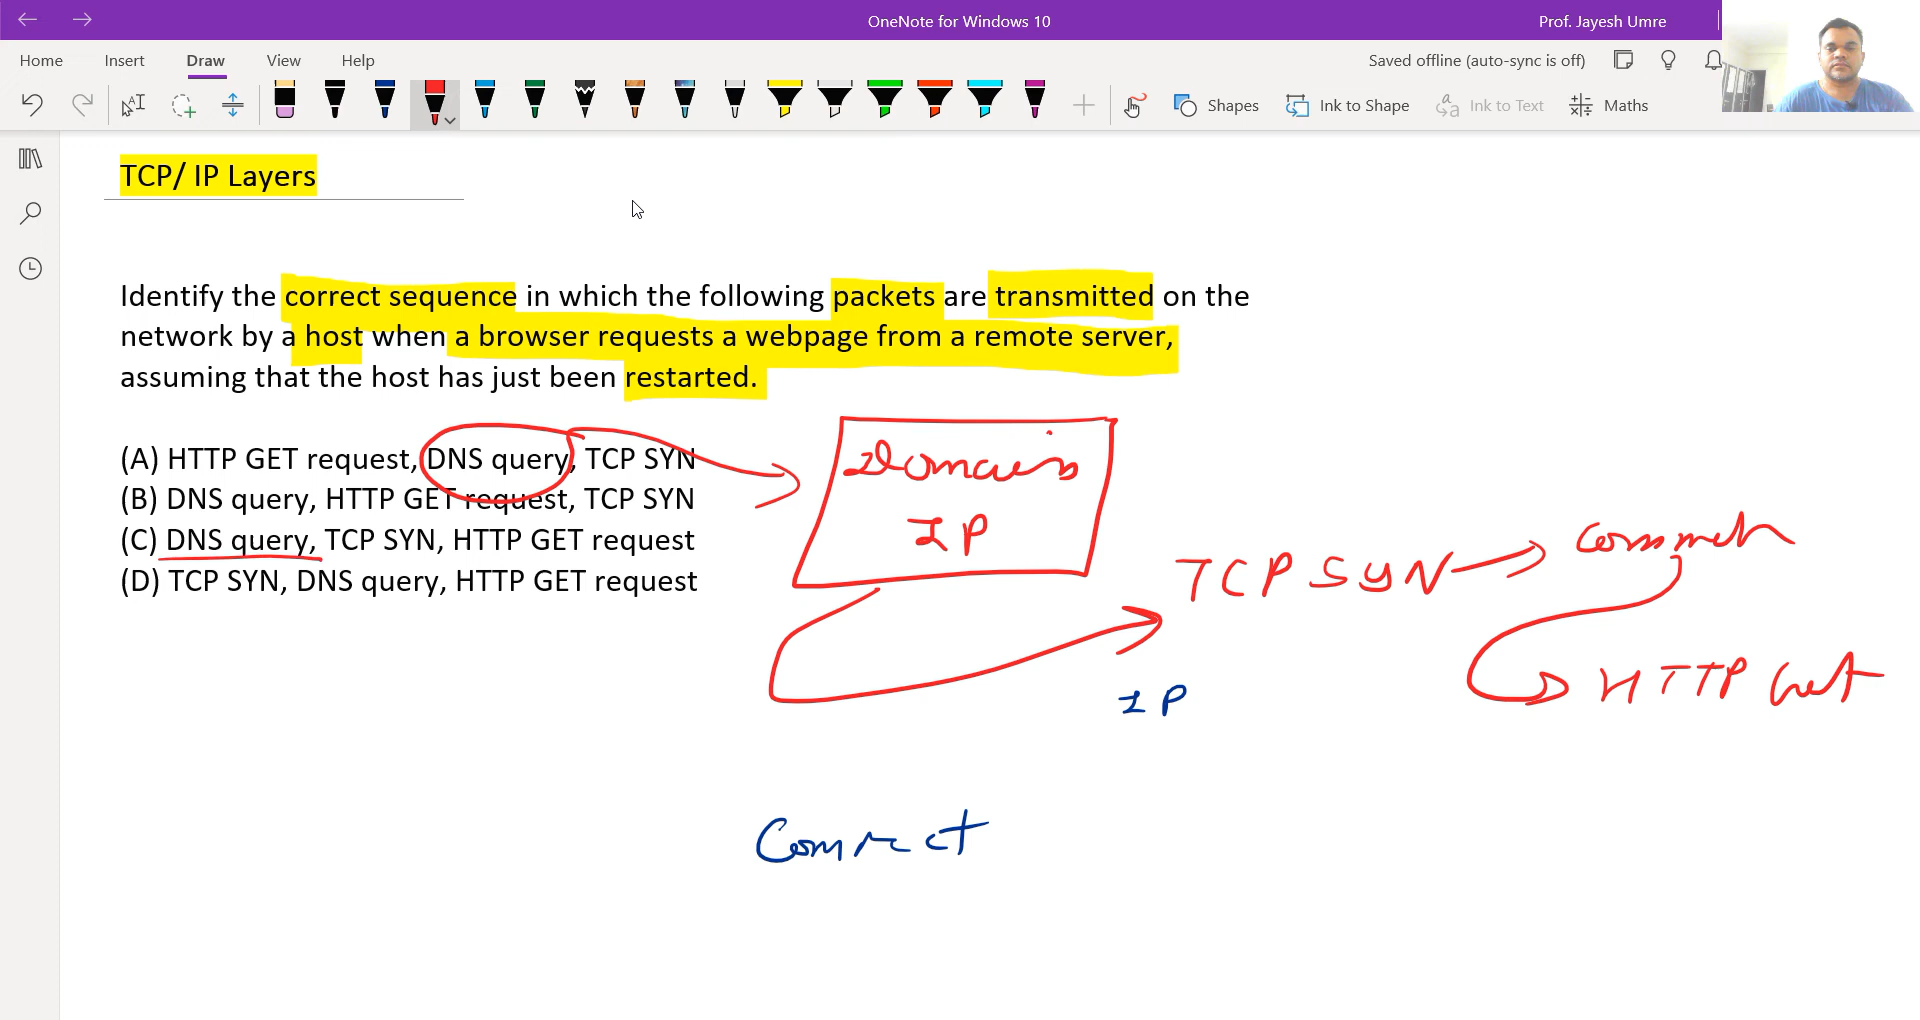 OneNote for Windows 10
Prof. Jayesh Umre
Home Insert Draw View Help
Saved offline (auto-sync is off)
Shapes Ink to Shape Ink to Text Maths
TCP/ IP Layers
Identify the correct sequence in which the following packets are transmitted on the
network by a host when a browser requests a webpage from a remote server,
assuming that the host has just been restarted.
(A) HTTP GET request, DNS query, TCP SYN
(B) DNS query, HTTP GET request, TCP SYN
(C) DNS query, TCP SYN, HTTP GET request
(D) TCP SYN, DNS query, HTTP GET request
Domain
IP
TCP SYN
HTTP Get
IP
Connect